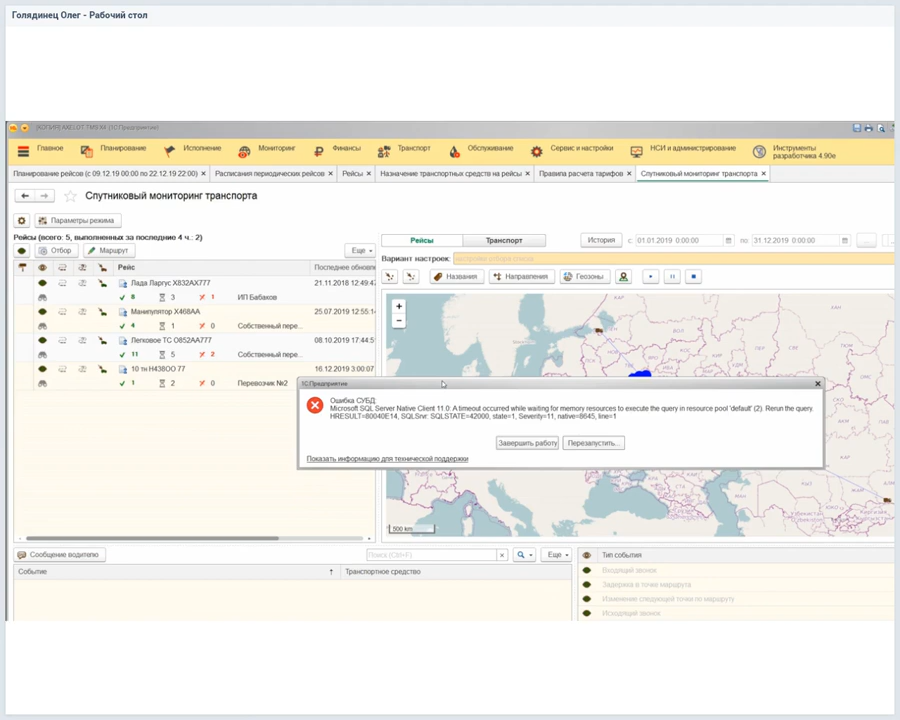 Голядинец Олег - Рабочий стол
[КОПИЯ] AXELOT TMS X4 (1С:Предприятие)
Главное
Планирование
Исполнение
Мониторинг
Финансы
Транспорт
Обслуживание
Сервис и настройки
НСИ и администрирование
Инструменты разработчика 4.90e
Планирование рейсов (с 09.12.19 00:00 по 22.12.19 22:00) ×
Расписания периодических рейсов ×
Рейсы ×
Назначение транспортных средств на рейсы ×
Правила расчета тарифов ×
Спутниковый мониторинг транспорта ×
Спутниковый мониторинг транспорта
Параметры режима
Рейсы (всего: 5, выполненных за последние 4 ч.: 2)
Отбор
Маршрут
Еще
Рейс
Последнее обновле
Лада Ларгус X832AX777
21.11.2018 12:49:4
8 3 1 ИП Бабаков
Манипулятор X468AA
25.07.2019 12:55:1
4 1 0 Собственный пере...
Легковое ТС О852АА777
08.10.2019 17:44:5
11 5 2 Собственный пере...
10 тн Н438ОО 77
16.12.2019 3:00:07
1 2 0 Перевозчик №2
Рейсы
Транспорт
История
с: 01.01.2019 0:00:00
по: 31.12.2019 0:00:00
...
Вариант настроек:
Названия
Направления
Геозоны
+
−
500 km
1С:Предприятие
Ошибка СУБД:
Microsoft SQL Server Native Client 11.0: A timeout occurred while waiting for memory resources to execute the query in resource pool 'default' (2). Rerun the query.
HRESULT=80040E14, SQLSrvr: SQLSTATE=42000, state=1, Severity=11, native=8645, line=1
Завершить работу
Перезапустить...
Показать информацию для технической поддержки
Сообщение водителю
Поиск (Ctrl+F)
Еще
Событие
Транспортное средство
Тип события
Входящий звонок
Задержка в точке маршрута
Изменение следующей точки по маршруту
Исходящий звонок